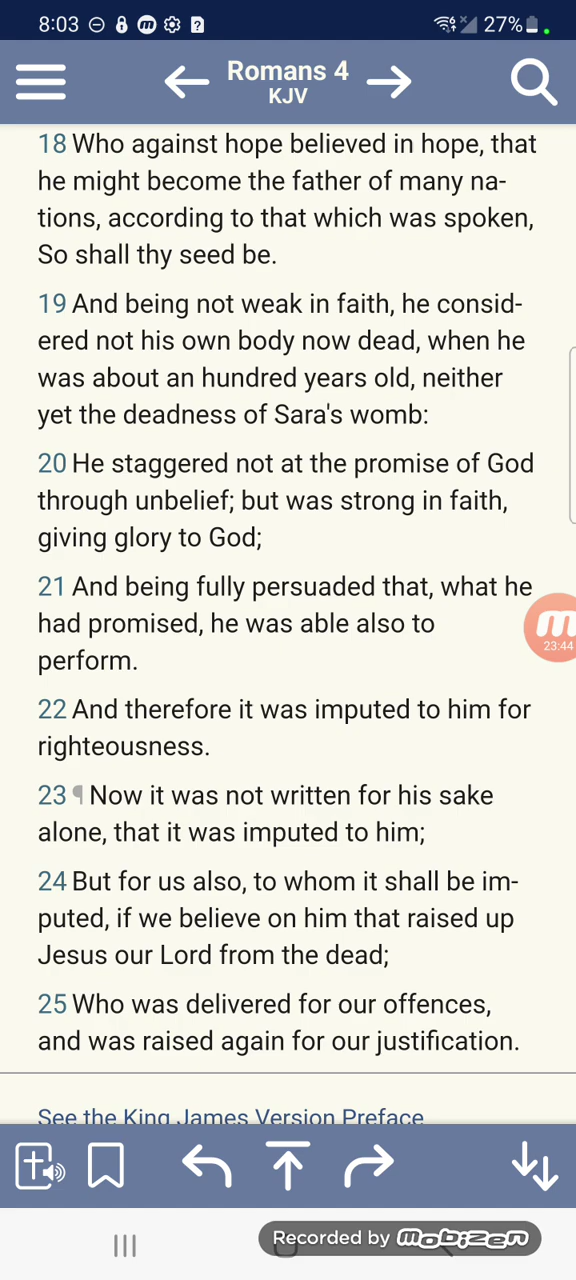 8:03 27%
Romans 4
KJV
18 Who against hope believed in hope, that
he might become the father of many na-
tions, according to that which was spoken,
So shall thy seed be.
19 And being not weak in faith, he consid-
ered not his own body now dead, when he
was about an hundred years old, neither
yet the deadness of Sara's womb:
20 He staggered not at the promise of God
through unbelief; but was strong in faith,
giving glory to God;
21 And being fully persuaded that, what he
had promised, he was able also to
perform.
22 And therefore it was imputed to him for
righteousness.
23 ¶ Now it was not written for his sake
alone, that it was imputed to him;
24 But for us also, to whom it shall be im-
puted, if we believe on him that raised up
Jesus our Lord from the dead;
25 Who was delivered for our offences,
and was raised again for our justification.
See the King James Version Preface
m
23:44
Recorded by mobizen